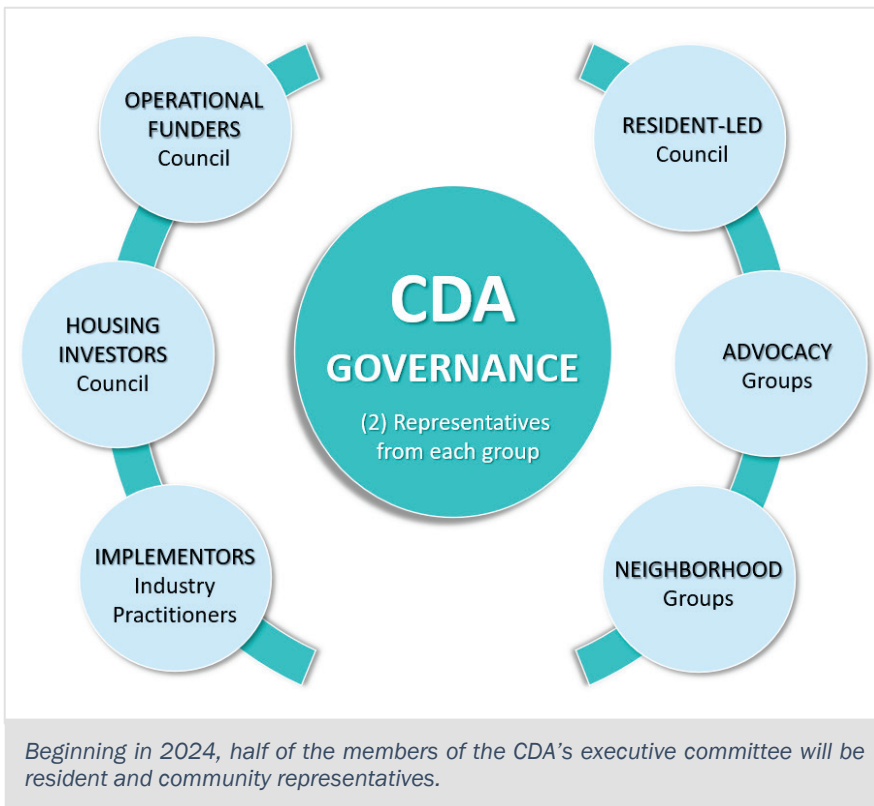 OPERATIONAL
FUNDERS
Council
HOUSING
INVESTORS
Council
IMPLEMENTORS
Industry
Practitioners
CDA
GOVERNANCE
(2) Representatives
from each group
RESIDENT-LED
Council
ADVOCACY
Groups
NEIGHBORHOOD
Groups
Beginning in 2024, half of the members of the CDA’s executive committee will be
resident and community representatives.